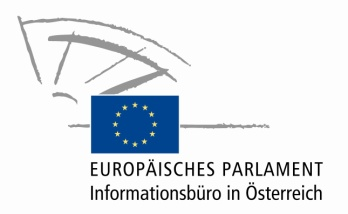 EUROPÄISCHES PARLAMENT
Informationsbüro in Österreich